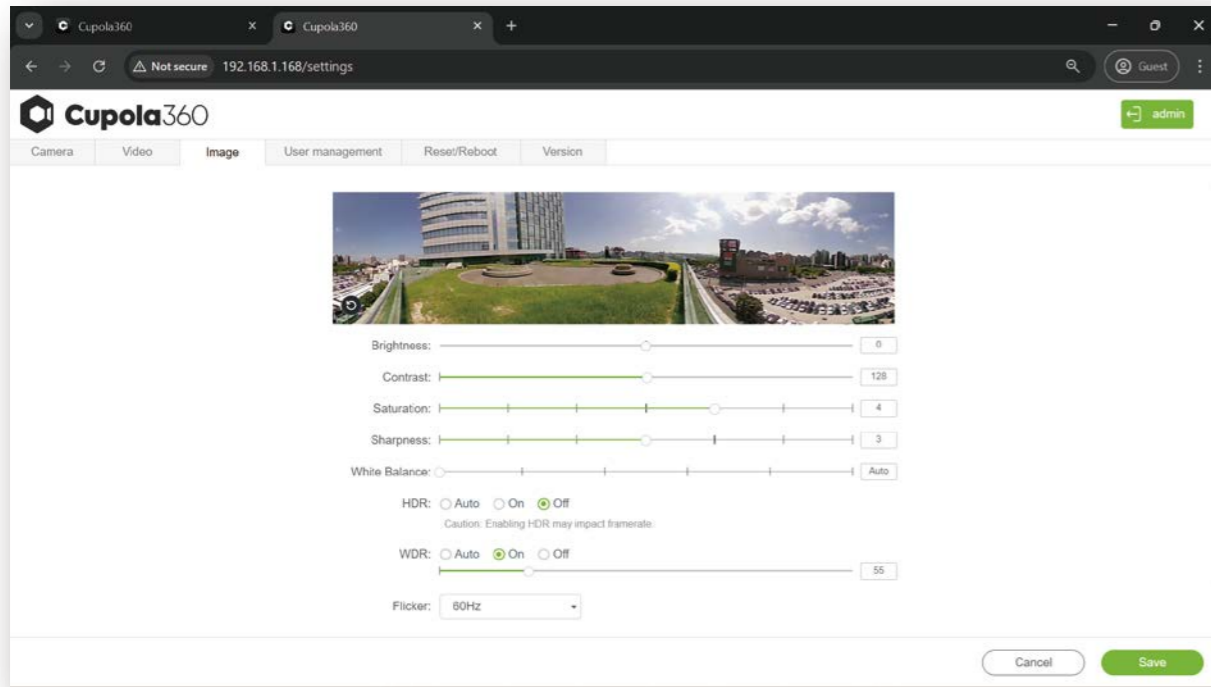 Cupola360
Cupola360
Not secure 192.168.1.168/settings
Guest
Cupola360
admin
Camera Video Image User management Reset/Reboot Version
Brightness: 0
Contrast: 128
Saturation: 4
Sharpness: 3
White Balance: Auto
HDR: Auto On Off
Caution: Enabling HDR may impact framerate.
WDR: Auto On Off
55
Flicker: 60Hz
Cancel Save